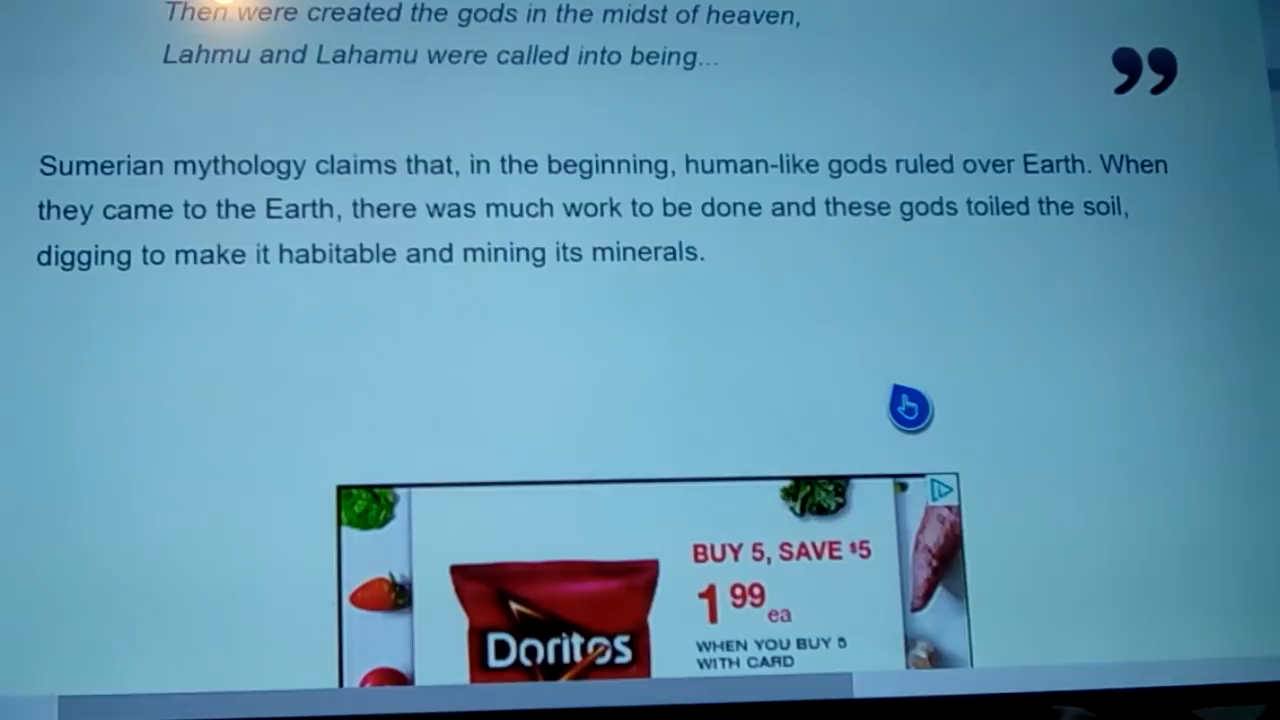 Then were created the gods in the midst of heaven,
Lahmu and Lahamu were called into being...
”
Sumerian mythology claims that, in the beginning, human-like gods ruled over Earth. When
they came to the Earth, there was much work to be done and these gods toiled the soil,
digging to make it habitable and mining its minerals.
BUY 5, SAVE $5
1 99 ea
Doritos
WHEN YOU BUY 5
WITH CARD